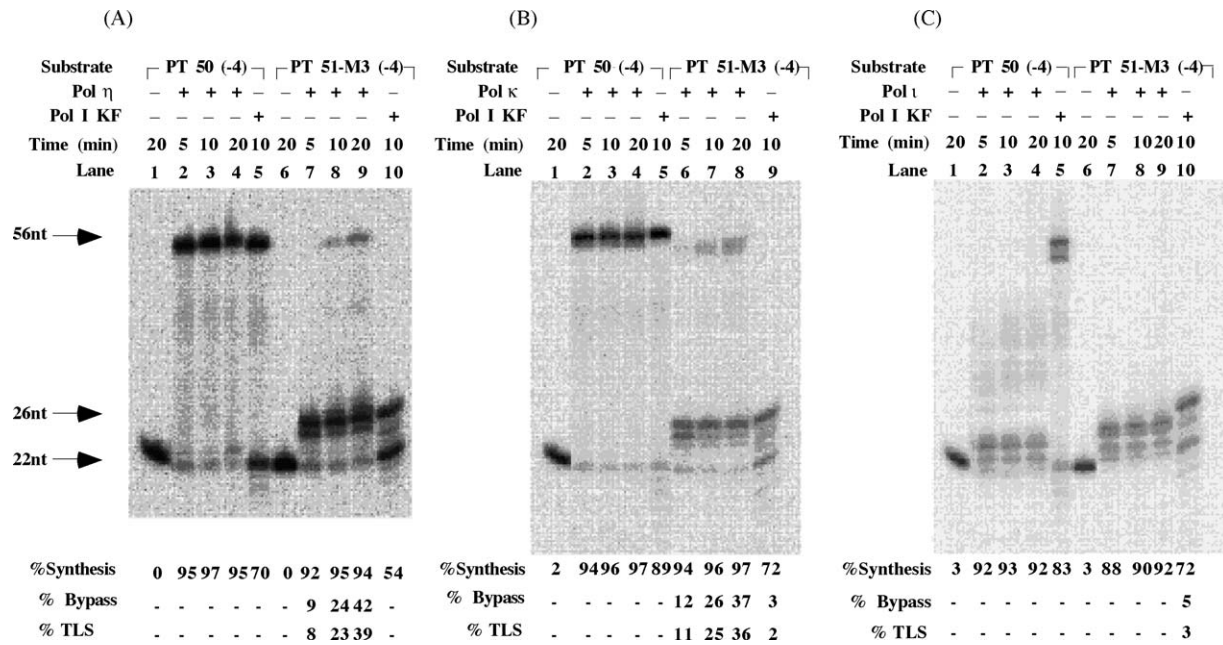 (A)
Substrate PT 50 (-4) PT 51-M3 (-4)
Pol η – + + + – – + + + –
Pol I KF – – – – + – – – – +
Time (min) 20 5 10 20 10 20 5 10 20 10
Lane 1 2 3 4 5 6 7 8 9 10
56nt
26nt
22nt
%Synthesis 0 95 97 95 70 0 92 95 94 54
% Bypass - - - - - - 9 24 42 -
% TLS - - - - - - 8 23 39 -
(B)
Substrate PT 50 (-4) PT 51-M3 (-4)
Pol κ – + + + – + + + –
Pol I KF – – – – + – – – +
Time (min) 20 5 10 20 10 5 10 20 10
Lane 1 2 3 4 5 6 7 8 9
%Synthesis 2 94 96 97 89 94 96 97 72
% Bypass - - - - - 12 26 37 3
% TLS - - - - - 11 25 36 2
(C)
Substrate PT 50 (-4) PT 51-M3 (-4)
Pol ι – + + + – – + + + –
Pol I KF – – – – + – – – – +
Time (min) 20 5 10 20 10 20 5 10 20 10
Lane 1 2 3 4 5 6 7 8 9 10
%Synthesis 3 92 93 92 83 3 88 90 92 72
% Bypass - - - - - - - - - 5
% TLS - - - - - - - - - 3